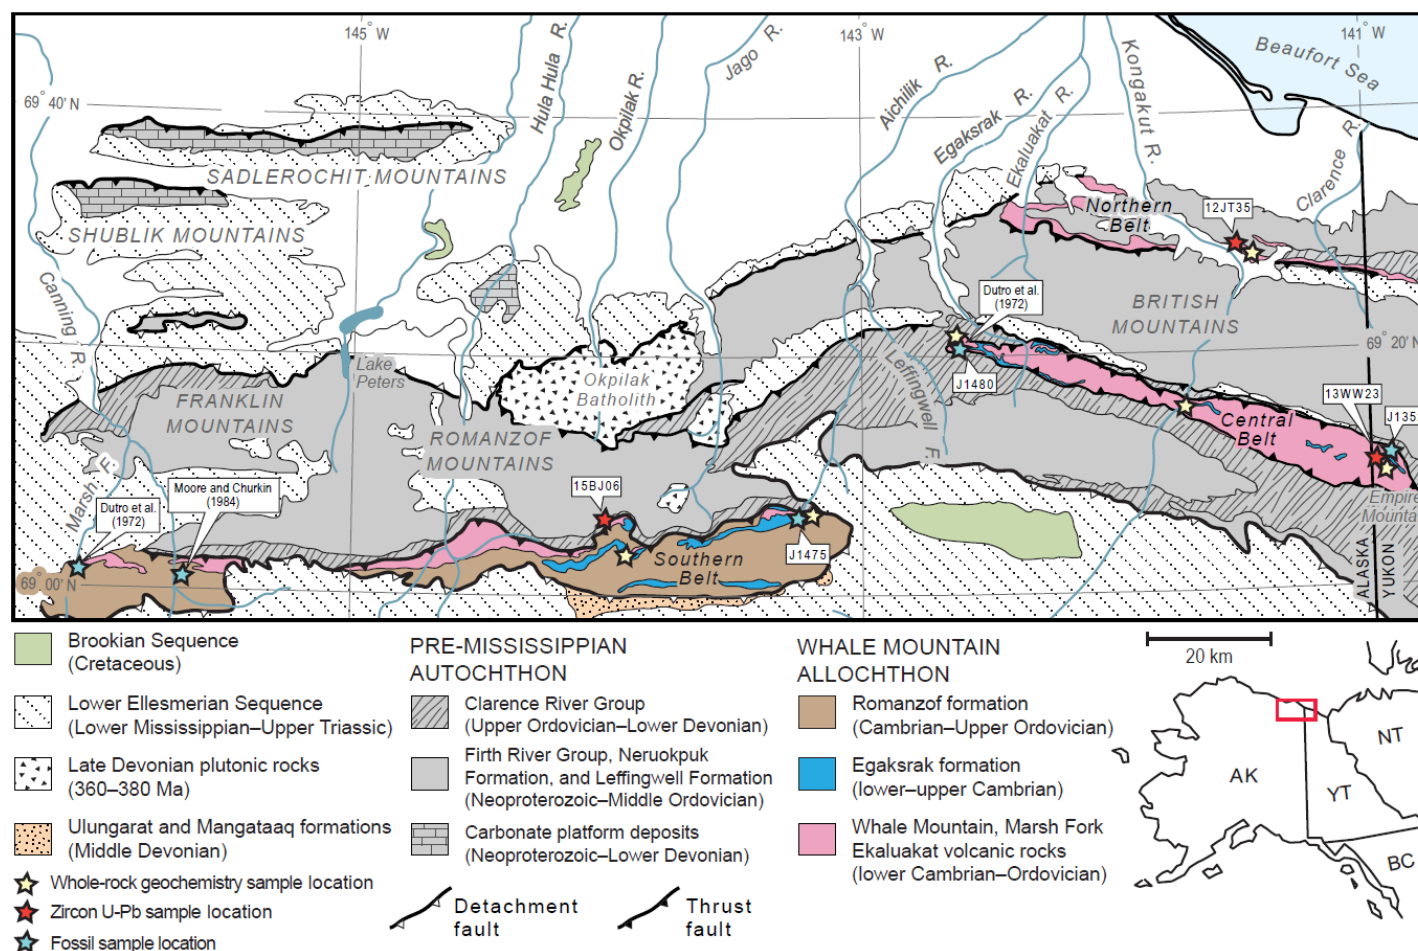 145° W
143° W
141° W
69° 40' N
69° 20' N
69° 00' N
Hula Hula R.
Okpilak R.
Jago R.
Aichilik R.
Egaksrak R.
Ekaluakat R.
Kongakut R.
Clarence R.
Beaufort Sea
SADLEROCHIT MOUNTAINS
SHUBLIK MOUNTAINS
Canning R.
Northern
Belt
12JT35
Dutro et al.
(1972)
BRITISH
MOUNTAINS
Lake
Peters
Okpilak
Batholith
FRANKLIN
MOUNTAINS
ROMANZOF
MOUNTAINS
Leffingwell F.
J1480
13WW23
J135
Central
Belt
Marsh F.
Dutro et al.
(1972)
Moore and Churkin
(1984)
15BJ06
J1475
Southern
Belt
Empire
Mounta
ALASKA
YUKON
Brookian Sequence
(Cretaceous)
Lower Ellesmerian Sequence
(Lower Mississippian–Upper Triassic)
Late Devonian plutonic rocks
(360–380 Ma)
Ulungarat and Mangataaq formations
(Middle Devonian)
Whole-rock geochemistry sample location
Zircon U-Pb sample location
Fossil sample location
PRE-MISSISSIPPIAN
AUTOCHTHON
Clarence River Group
(Upper Ordovician–Lower Devonian)
Firth River Group, Neruokpuk
Formation, and Leffingwell Formation
(Neoproterozoic–Middle Ordovician)
Carbonate platform deposits
(Neoproterozoic–Lower Devonian)
Detachment
fault
Thrust
fault
WHALE MOUNTAIN
ALLOCHTHON
Romanzof formation
(Cambrian–Upper Ordovician)
Egaksrak formation
(lower–upper Cambrian)
Whale Mountain, Marsh Fork
Ekaluakat volcanic rocks
(lower Cambrian–Ordovician)
20 km
AK
YT
NT
BC